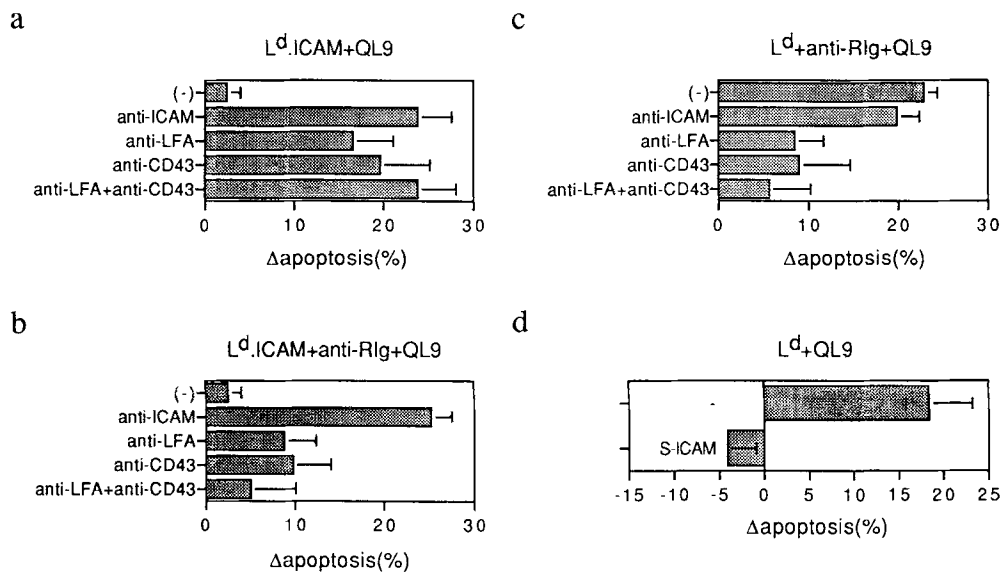 a
L^d.ICAM+QL9
(-)
anti-ICAM
anti-LFA
anti-CD43
anti-LFA+anti-CD43
0 10 20 30
Δapoptosis(%)
b
L^d.ICAM+anti-RIg+QL9
(-)
anti-ICAM
anti-LFA
anti-CD43
anti-LFA+anti-CD43
0 10 20 30
Δapoptosis(%)
c
L^d+anti-RIg+QL9
(-)
anti-ICAM
anti-LFA
anti-CD43
anti-LFA+anti-CD43
0 10 20 30
Δapoptosis(%)
d
L^d+QL9
-
S-ICAM
-15 -10 -5 0 5 10 15 20 25
Δapoptosis(%)